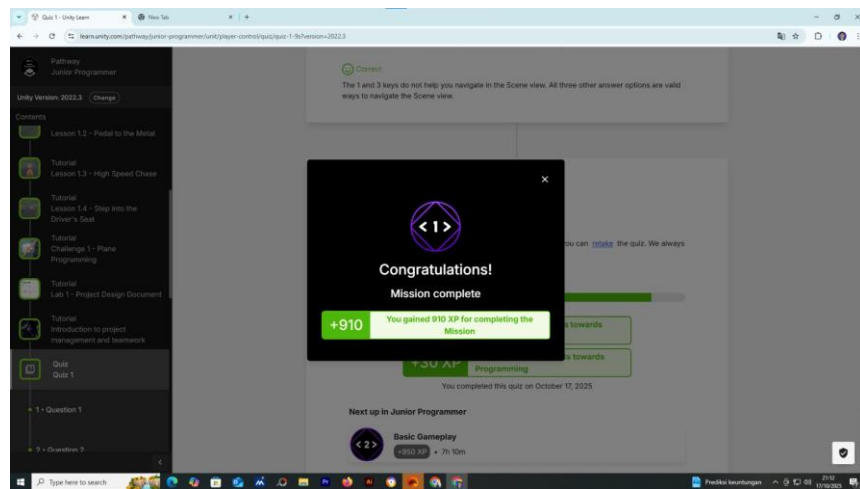 Quiz 1 - Unity Learn
New Tab
learn.unity.com/pathway/junior-programmer/unit/player-control/quiz/quiz-1-9s?version=2022.3
Pathway
Junior Programmer
Unity Version: 2022.3 Change
Contents
Lesson 1.2 - Pedal to the Metal
Tutorial
Lesson 1.3 - High Speed Chase
Tutorial
Lesson 1.4 - Step into the
Driver's Seat
Tutorial
Challenge 1 - Plane
Programming
Tutorial
Lab 1 - Project Design Document
Tutorial
Introduction to project
management and teamwork
Quiz
Quiz 1
1 • Question 1
2 • Question 2
Correct
The 1 and 3 keys do not help you navigate in the Scene view. All three other answer options are valid
ways to navigate the Scene view.
<1>
Congratulations!
Mission complete
+910
You gained 910 XP for completing the
Mission
you can retake the quiz. We always
s towards
+30 XP
s towards
Programming
You completed this quiz on October 17, 2025
Next up in Junior Programmer
<2>
Basic Gameplay
+950 XP • 7h 10m
Type here to search
Prediksi keuntungan
21:12
17/10/2025